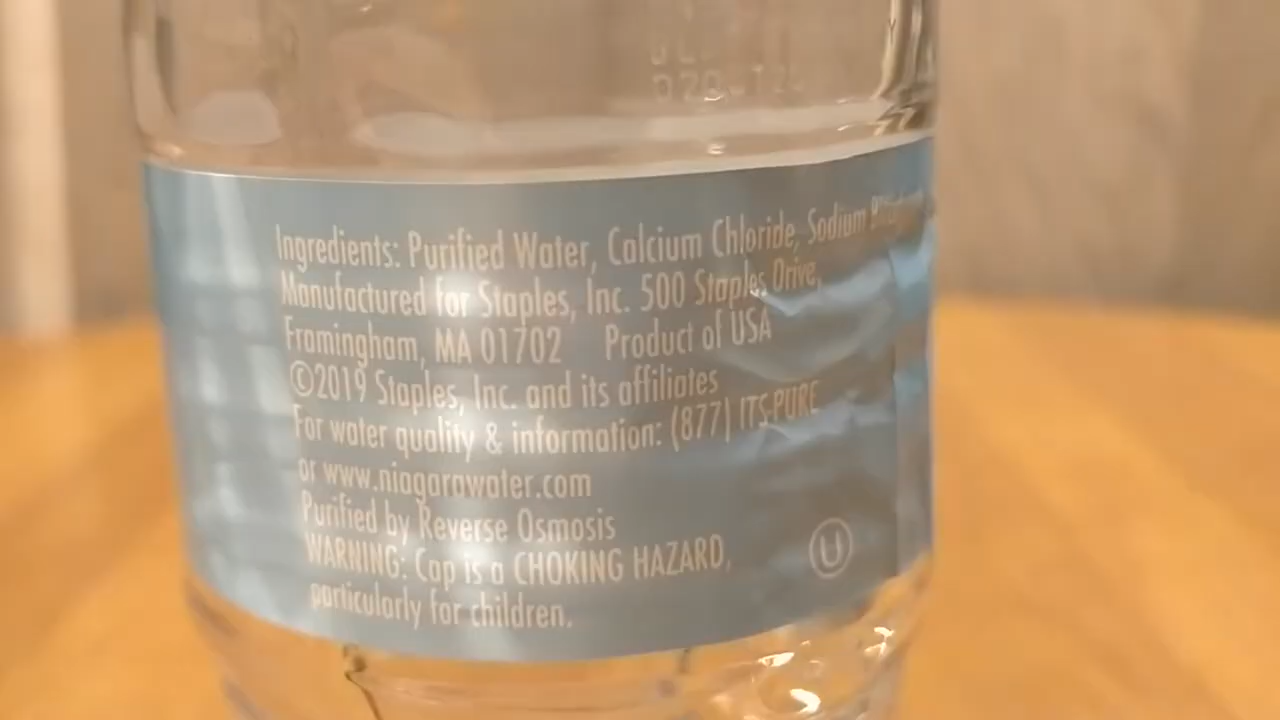 Ingredients: Purified Water, Calcium Chloride, Sodium
Manufactured for Staples, Inc. 500 Staples Drive,
Framingham, MA 01702 Product of USA
©2019 Staples, Inc. and its affiliates
For water quality & information: (877) ITS-PURE
or www.niagarawater.com
Purified by Reverse Osmosis
WARNING: Cap is a CHOKING HAZARD,
particularly for children.
U